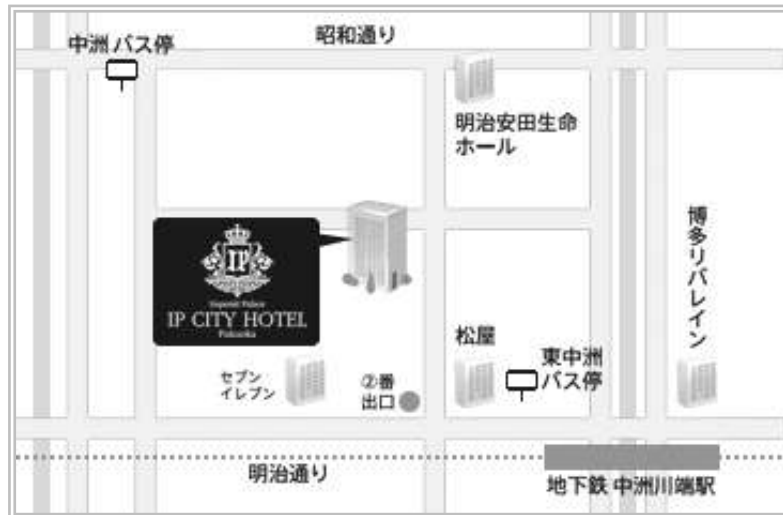 昭和通り
中洲 バス停
明治安田生命
ホール
博多リバレイン
IP
Imperial Palace
IP CITY HOTEL
Fukuoka
松屋
東中洲
バス停
セブン
イレブン
②番
出口
明治通り
地下鉄 中洲川端駅